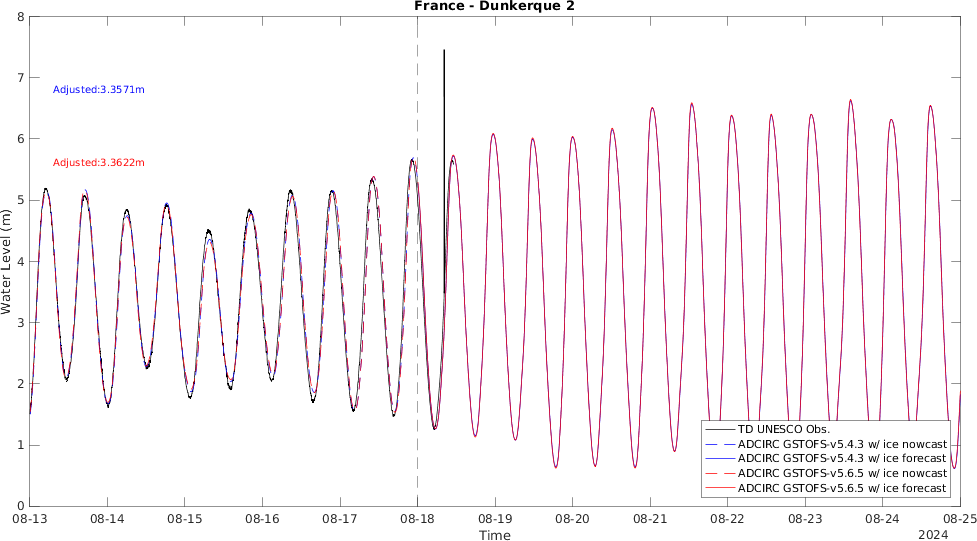 France - Dunkerque 2
8
7
6
5
4
3
2
1
0
Water Level (m)
Adjusted:3.3571m
Adjusted:3.3622m
TD UNESCO Obs.
ADCIRC GSTOFS-v5.4.3 w/ ice nowcast
ADCIRC GSTOFS-v5.4.3 w/ ice forecast
ADCIRC GSTOFS-v5.6.5 w/ ice nowcast
ADCIRC GSTOFS-v5.6.5 w/ ice forecast
08-13 08-14 08-15 08-16 08-17 08-18 08-19 08-20 08-21 08-22 08-23 08-24 08-25
Time
2024